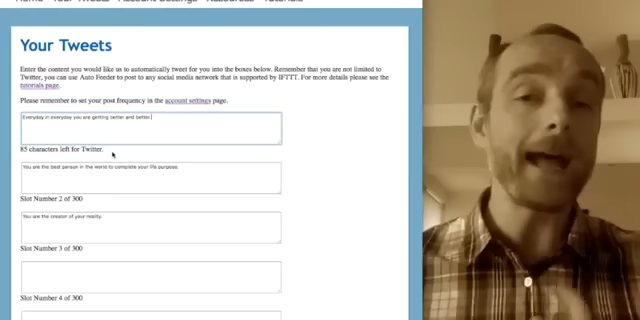 Home   Your Tweets   Account Settings   Resources   Tutorials
Your Tweets
Enter the content you would like us to automatically tweet for you into the boxes below. Remember that you are not limited to
Twitter, you can use Auto Feeder to post to any social media network that is supported by IFTTT. For more details please see the
tutorials page.
Please remember to set your post frequency in the account settings page.
Everyday in everyday you are getting better and better.
85 characters left for Twitter.
You are the best person in the world to complete your life purpose.
Slot Number 2 of 300
You are the creator of your reality.
Slot Number 3 of 300
Slot Number 4 of 300